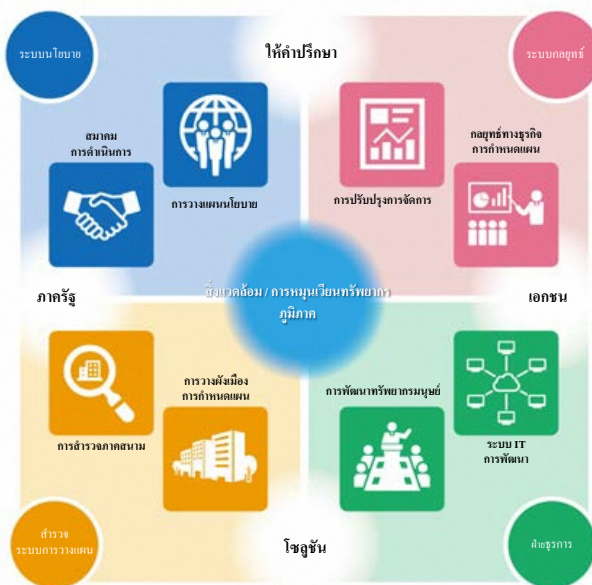 ระบบนโยบาย
ให้คำปรึกษา
ระบบกลยุทธ์
สมาคม
การดำเนินการ
การวางแผนนโยบาย
การปรับปรุงการจัดการ
กลยุทธ์ทางธุรกิจ
การกำหนดแผน
ภาครัฐ
สิ่งแวดล้อม / การหมุนเวียนทรัพยากร
ภูมิภาค
เอกชน
การสำรวจภาคสนาม
การวางผังเมือง
การกำหนดแผน
การพัฒนาทรัพยากรมนุษย์
ระบบ IT
การพัฒนา
สำรวจ
ระบบการวางแผน
โซลูชัน
ฝ่ายธุรการ